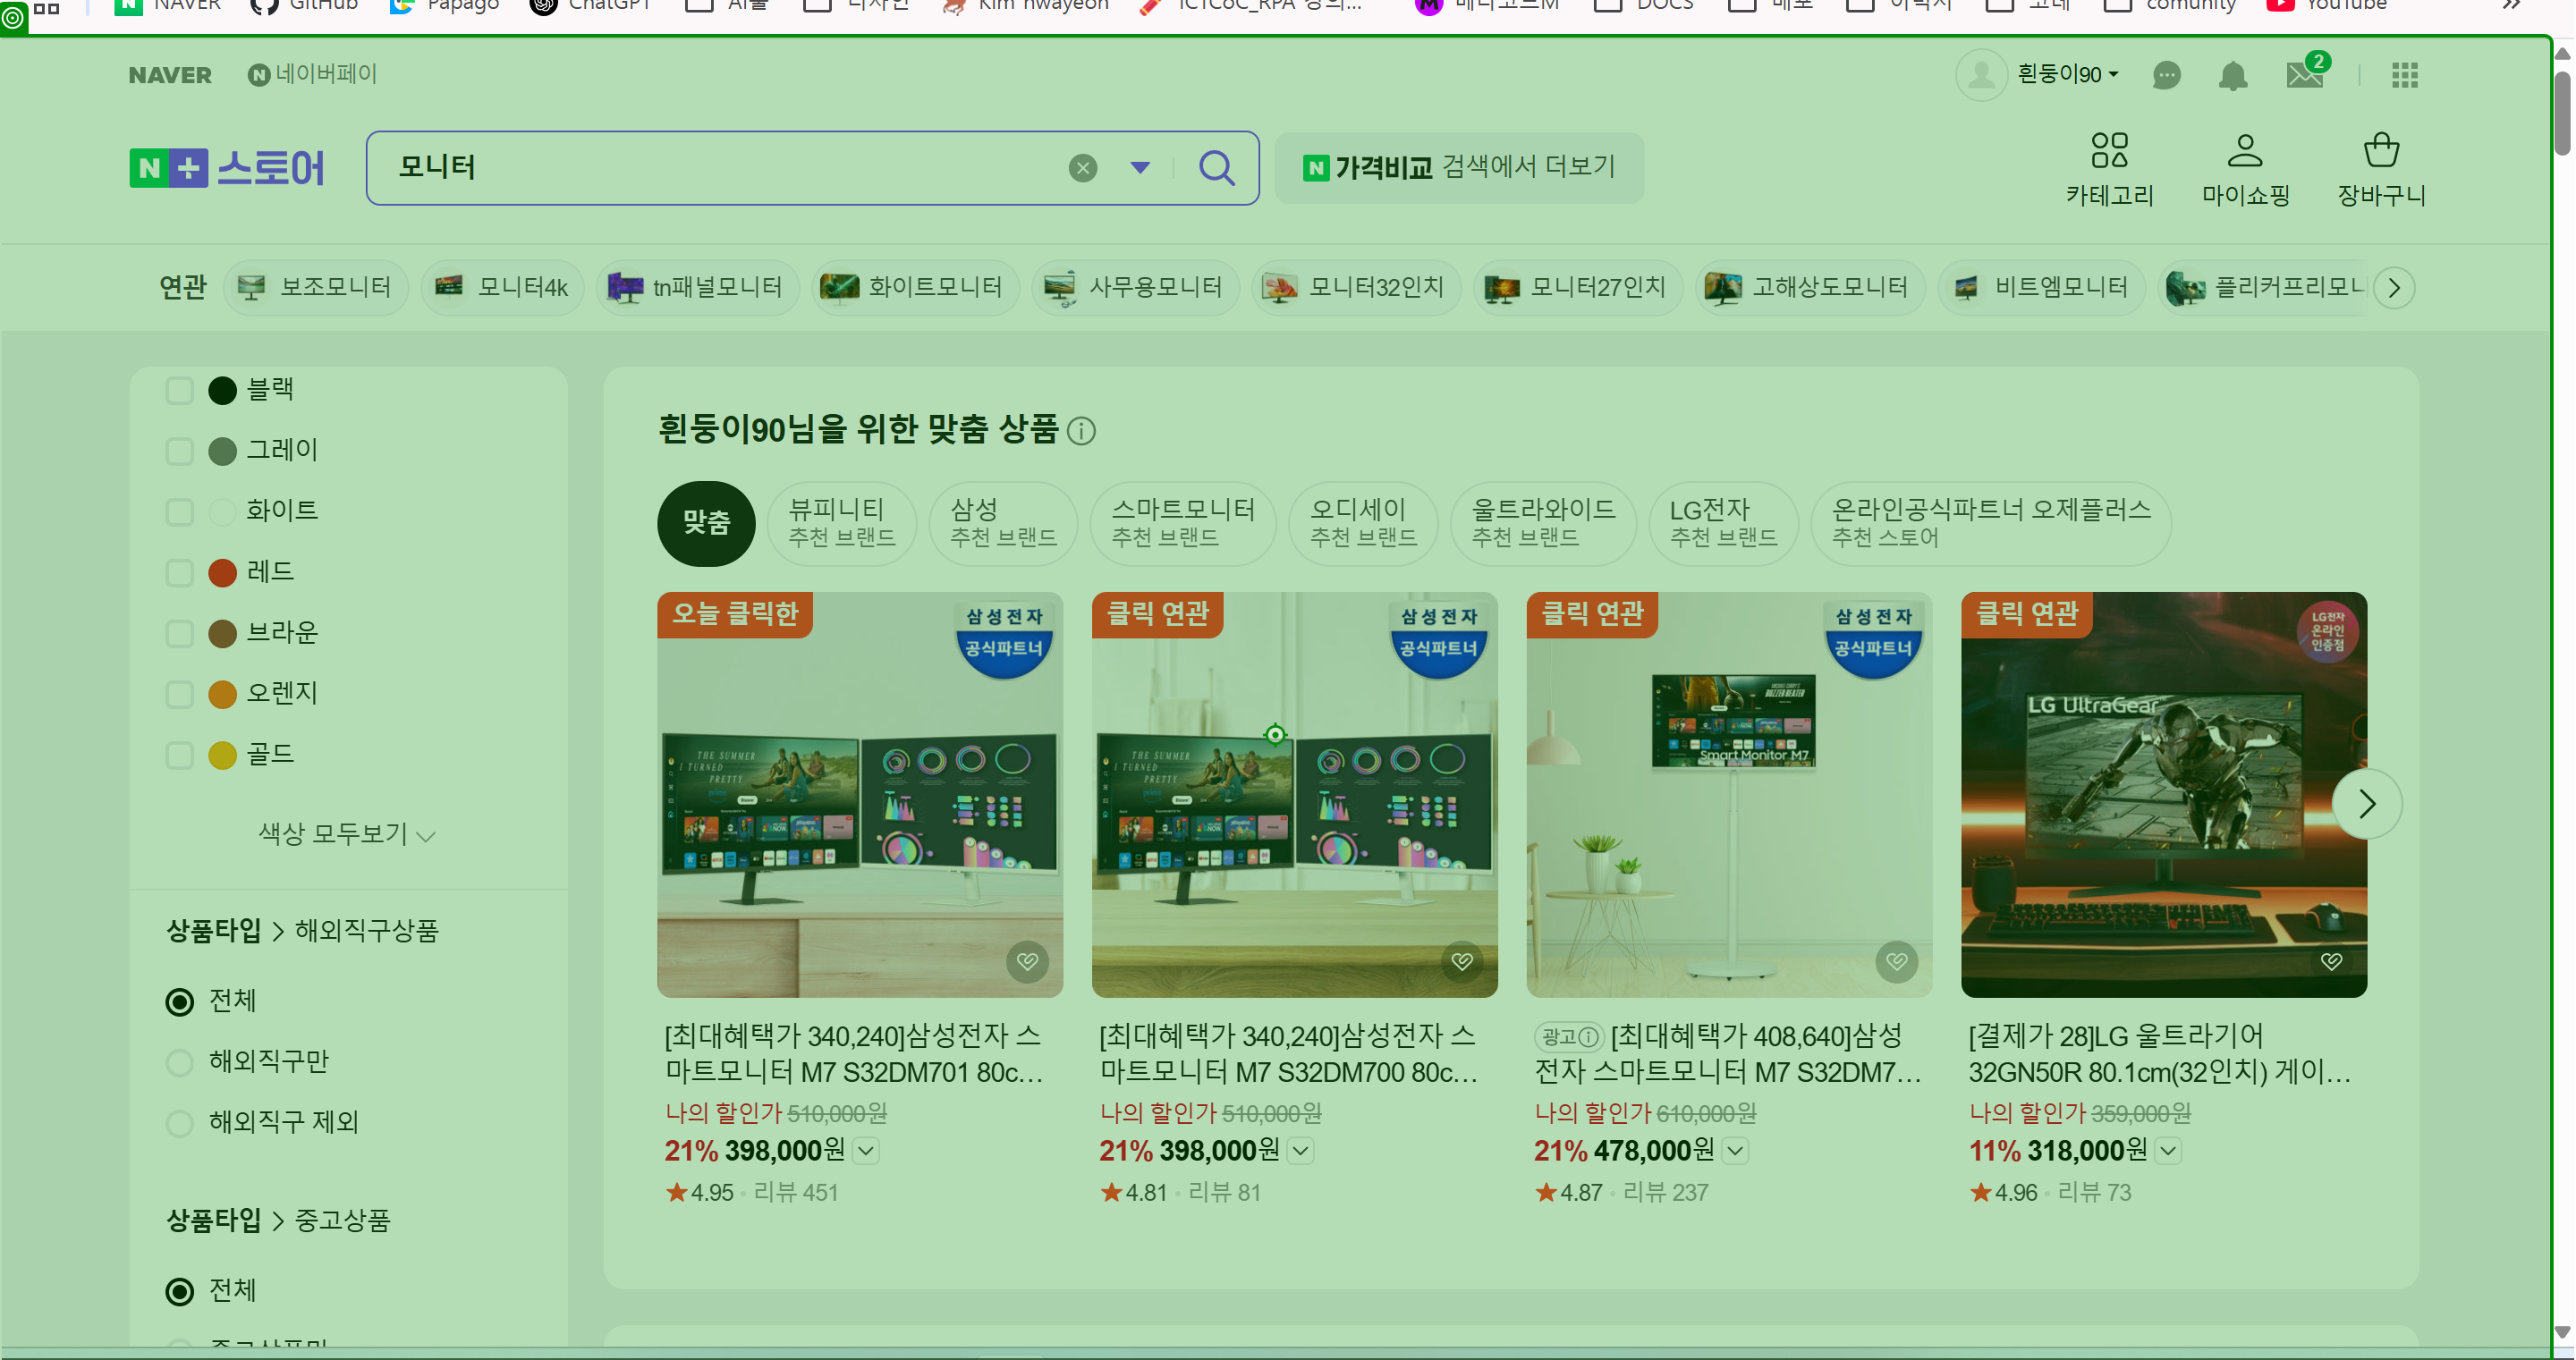 NAVER
GitHub
Papago
ChatGPT
Kim hwayeon
DOCS
comunity
YouTube
NAVER
네이버페이
흰둥이90
2
N+ 스토어
모니터
N 가격비교 검색에서 더보기
카테고리
마이쇼핑
장바구니
연관
보조모니터
모니터4k
tn패널모니터
화이트모니터
사무용모니터
모니터32인치
모니터27인치
고해상도모니터
비트엠모니터
플리커프리모니
블랙
그레이
화이트
레드
브라운
오렌지
골드
색상 모두보기
상품타입 > 해외직구상품
전체
해외직구만
해외직구 제외
상품타입 > 중고상품
전체
흰둥이90님을 위한 맞춤 상품
맞춤
뷰피니티
추천 브랜드
삼성
추천 브랜드
스마트모니터
추천 브랜드
오디세이
추천 브랜드
울트라와이드
추천 브랜드
LG전자
추천 브랜드
온라인공식파트너 오제플러스
추천 스토어
오늘 클릭한
삼성전자
공식파트너
THE SUMMER
I TURNED
PRETTY
[최대혜택가 340,240]삼성전자 스
마트모니터 M7 S32DM701 80c...
나의 할인가 510,000원
21% 398,000원
4.95 · 리뷰 451
클릭 연관
삼성전자
공식파트너
THE SUMMER
I TURNED
PRETTY
[최대혜택가 340,240]삼성전자 스
마트모니터 M7 S32DM700 80c...
나의 할인가 510,000원
21% 398,000원
4.81 · 리뷰 81
클릭 연관
삼성전자
공식파트너
Smart Monitor M7
광고 [최대혜택가 408,640]삼성
전자 스마트모니터 M7 S32DM7...
나의 할인가 610,000원
21% 478,000원
4.87 · 리뷰 237
클릭 연관
LG전자
온라인
인증점
LG UltraGear
[결제가 28]LG 울트라기어
32GN50R 80.1cm(32인치) 게이...
나의 할인가 359,000원
11% 318,000원
4.96 · 리뷰 73